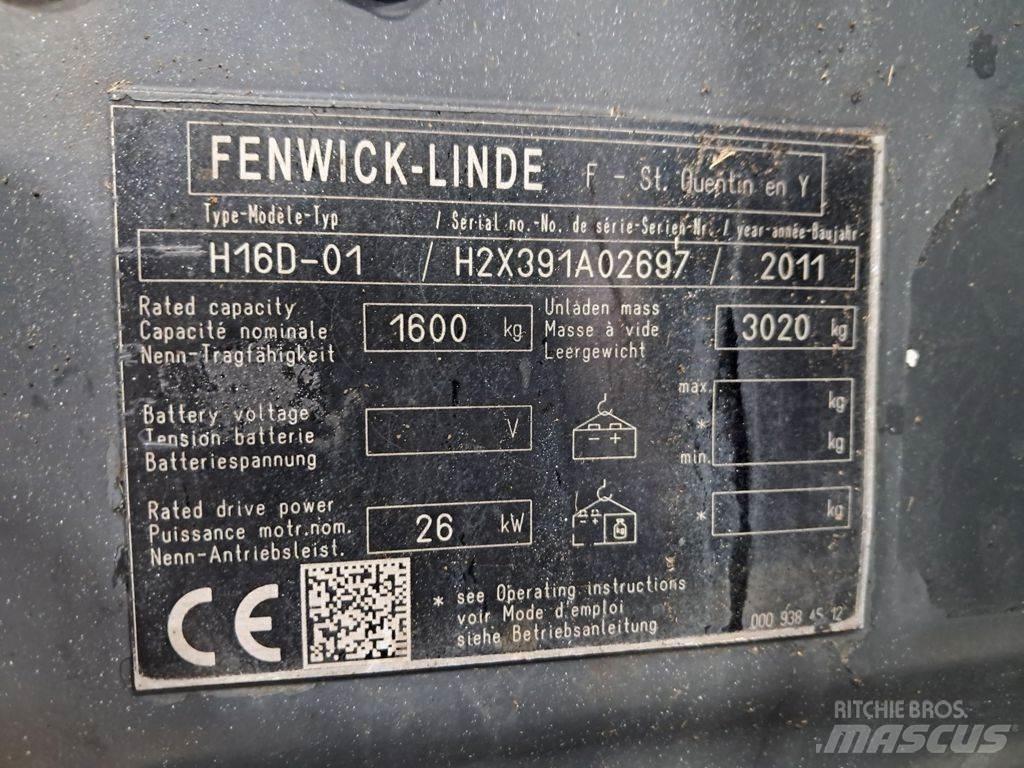 FENWICK-LINDE F - St. Quentin en Y
Type-Modèle-Typ / Serial no.-No. de série-Serien-Nr. / year-année-Baujahr
H16D-01 / H2X391A02697 / 2011
Rated capacity
Capacité nominale
Nenn-Tragfähigkeit
1600 kg
Unladen mass
Masse à vide
Leergewicht
3020 kg
Battery voltage
Tension batterie
Batteriespannung
V
- +
max.
*
min.
kg
kg
Rated drive power
Puissance motr.nom.
Nenn-Antriebsleist.
26 kW
- +
kg
*
kg
CE
* see Operating instructions
voir Mode d'emploi
siehe Betriebsanleitung
000 938 45 12
RITCHIE BROS.
MASCUS